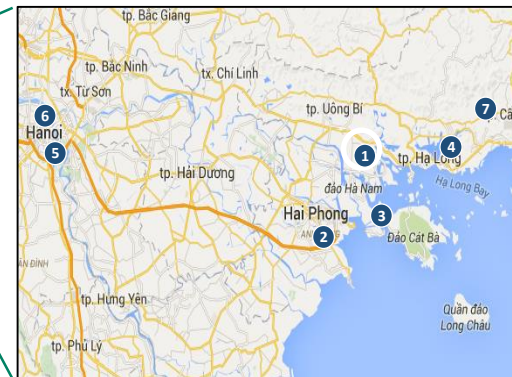 tp. Bắc Giang
tp. Bắc Ninh
tx. Chí Linh
tx. Từ Sơn
tp. Uông Bí
7
6
Hanoi
5
1
4
tp. Hạ Long
tp. Hải Dương
đảo Hà Nam
Hạ Long Bay
Hai Phong
3
2
Đảo Cát Bà
tp. Hưng Yên
Quần đảo
Long Châu
tp. Phủ Lý